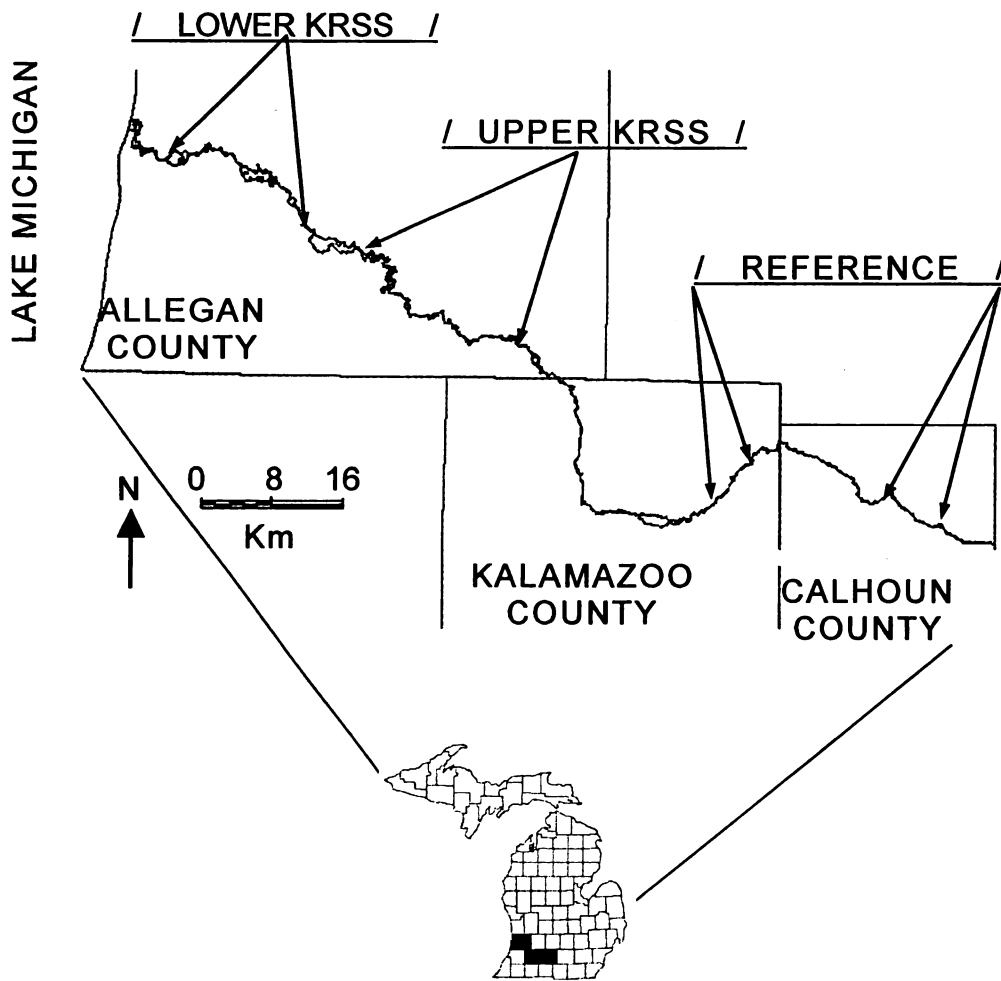 / LOWER KRSS /
LAKE MICHIGAN
/ UPPER KRSS /
/ REFERENCE /
ALLEGAN
COUNTY
0 8 16
N
Km
KALAMAZOO
COUNTY
CALHOUN
COUNTY